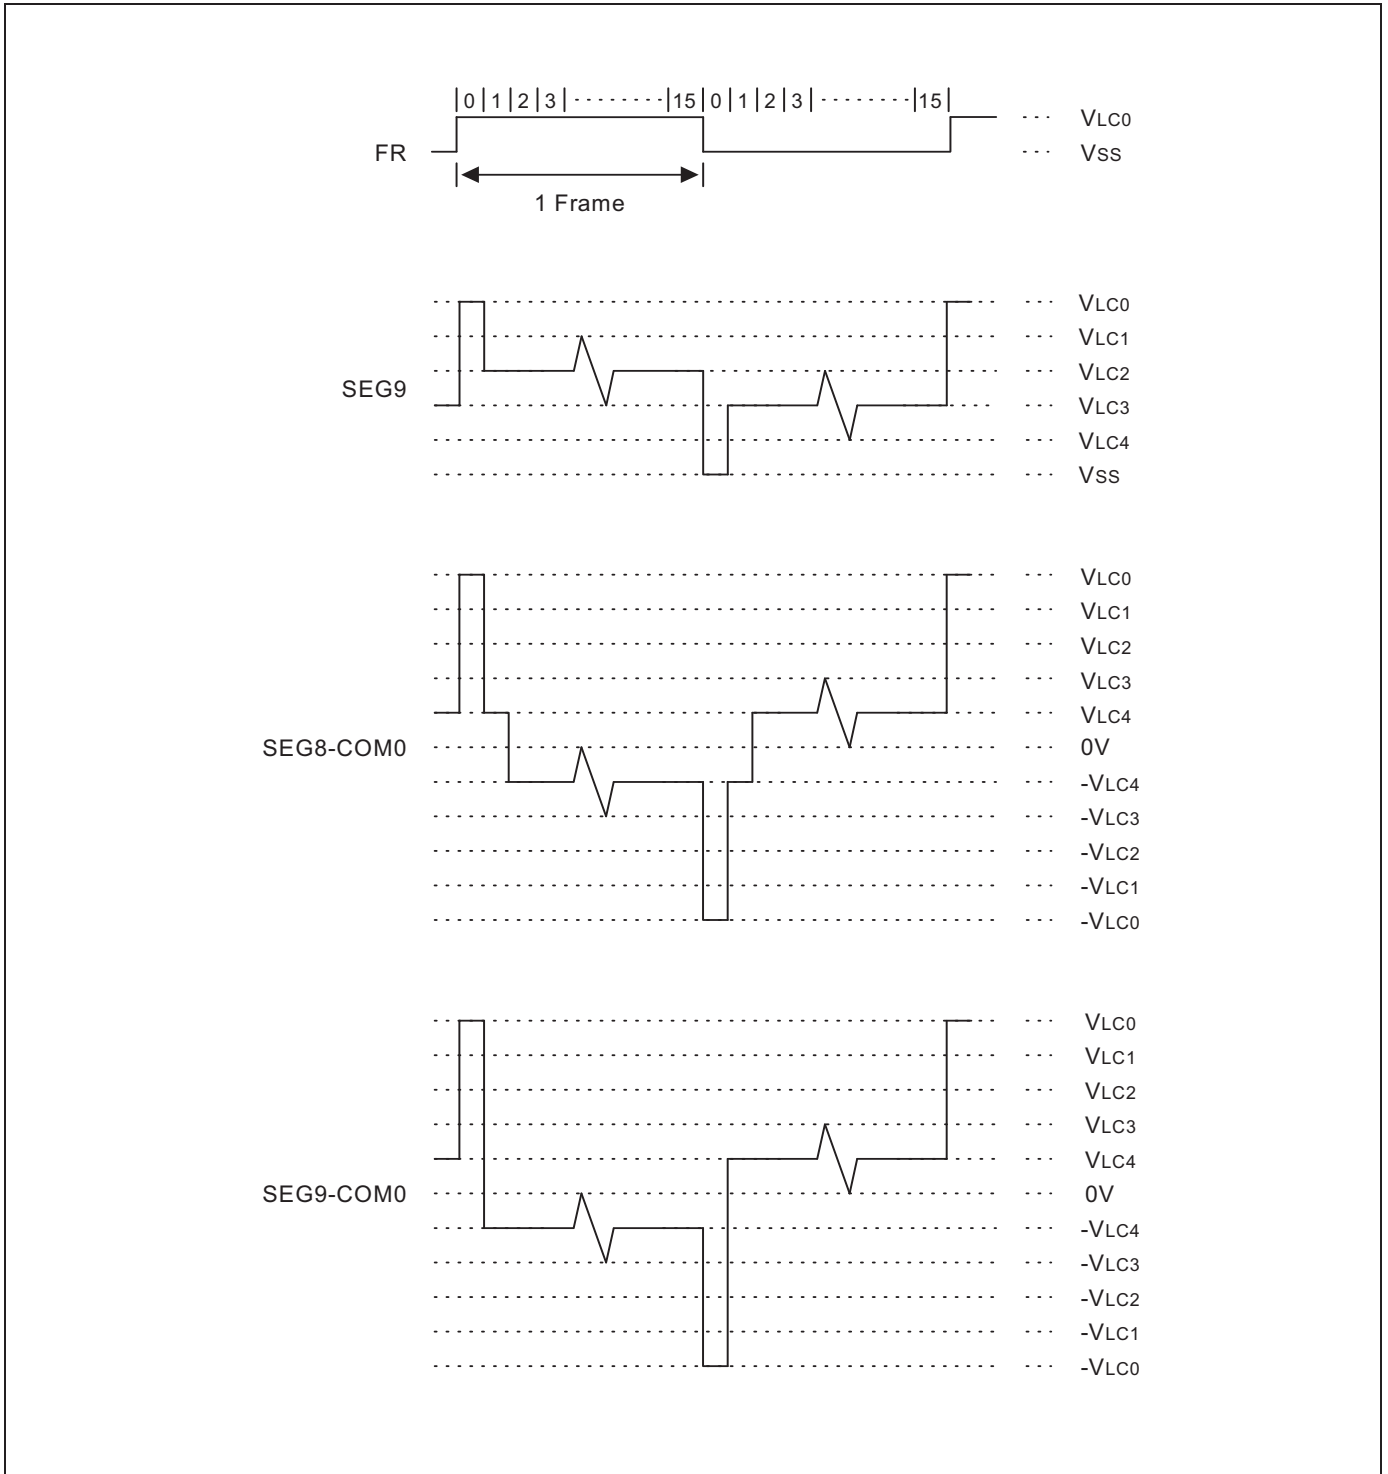 0 1 2 3 15 0 1 2 3 15
VLC0
FR
VSS
1 Frame
VLC0
VLC1
VLC2
SEG9
VLC3
VLC4
VSS
VLC0
VLC1
VLC2
VLC3
VLC4
SEG8-COM0
0V
-VLC4
-VLC3
-VLC2
-VLC1
-VLC0
VLC0
VLC1
VLC2
VLC3
VLC4
SEG9-COM0
0V
-VLC4
-VLC3
-VLC2
-VLC1
-VLC0